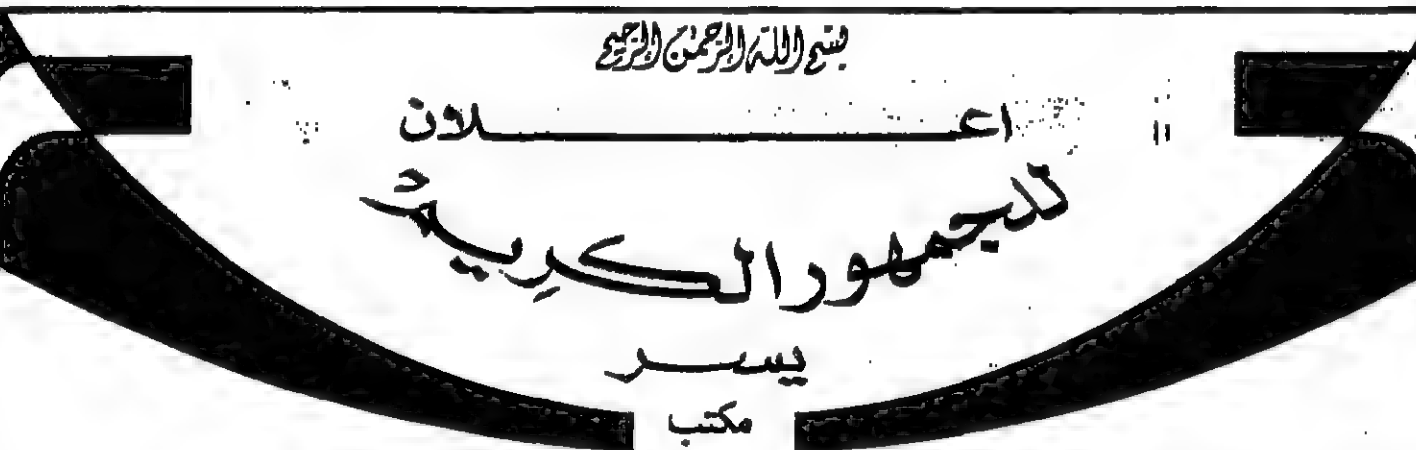 بسم الله الرحمن الرحيم
اعلان
للجمهور الكريم
يسر
مكتب